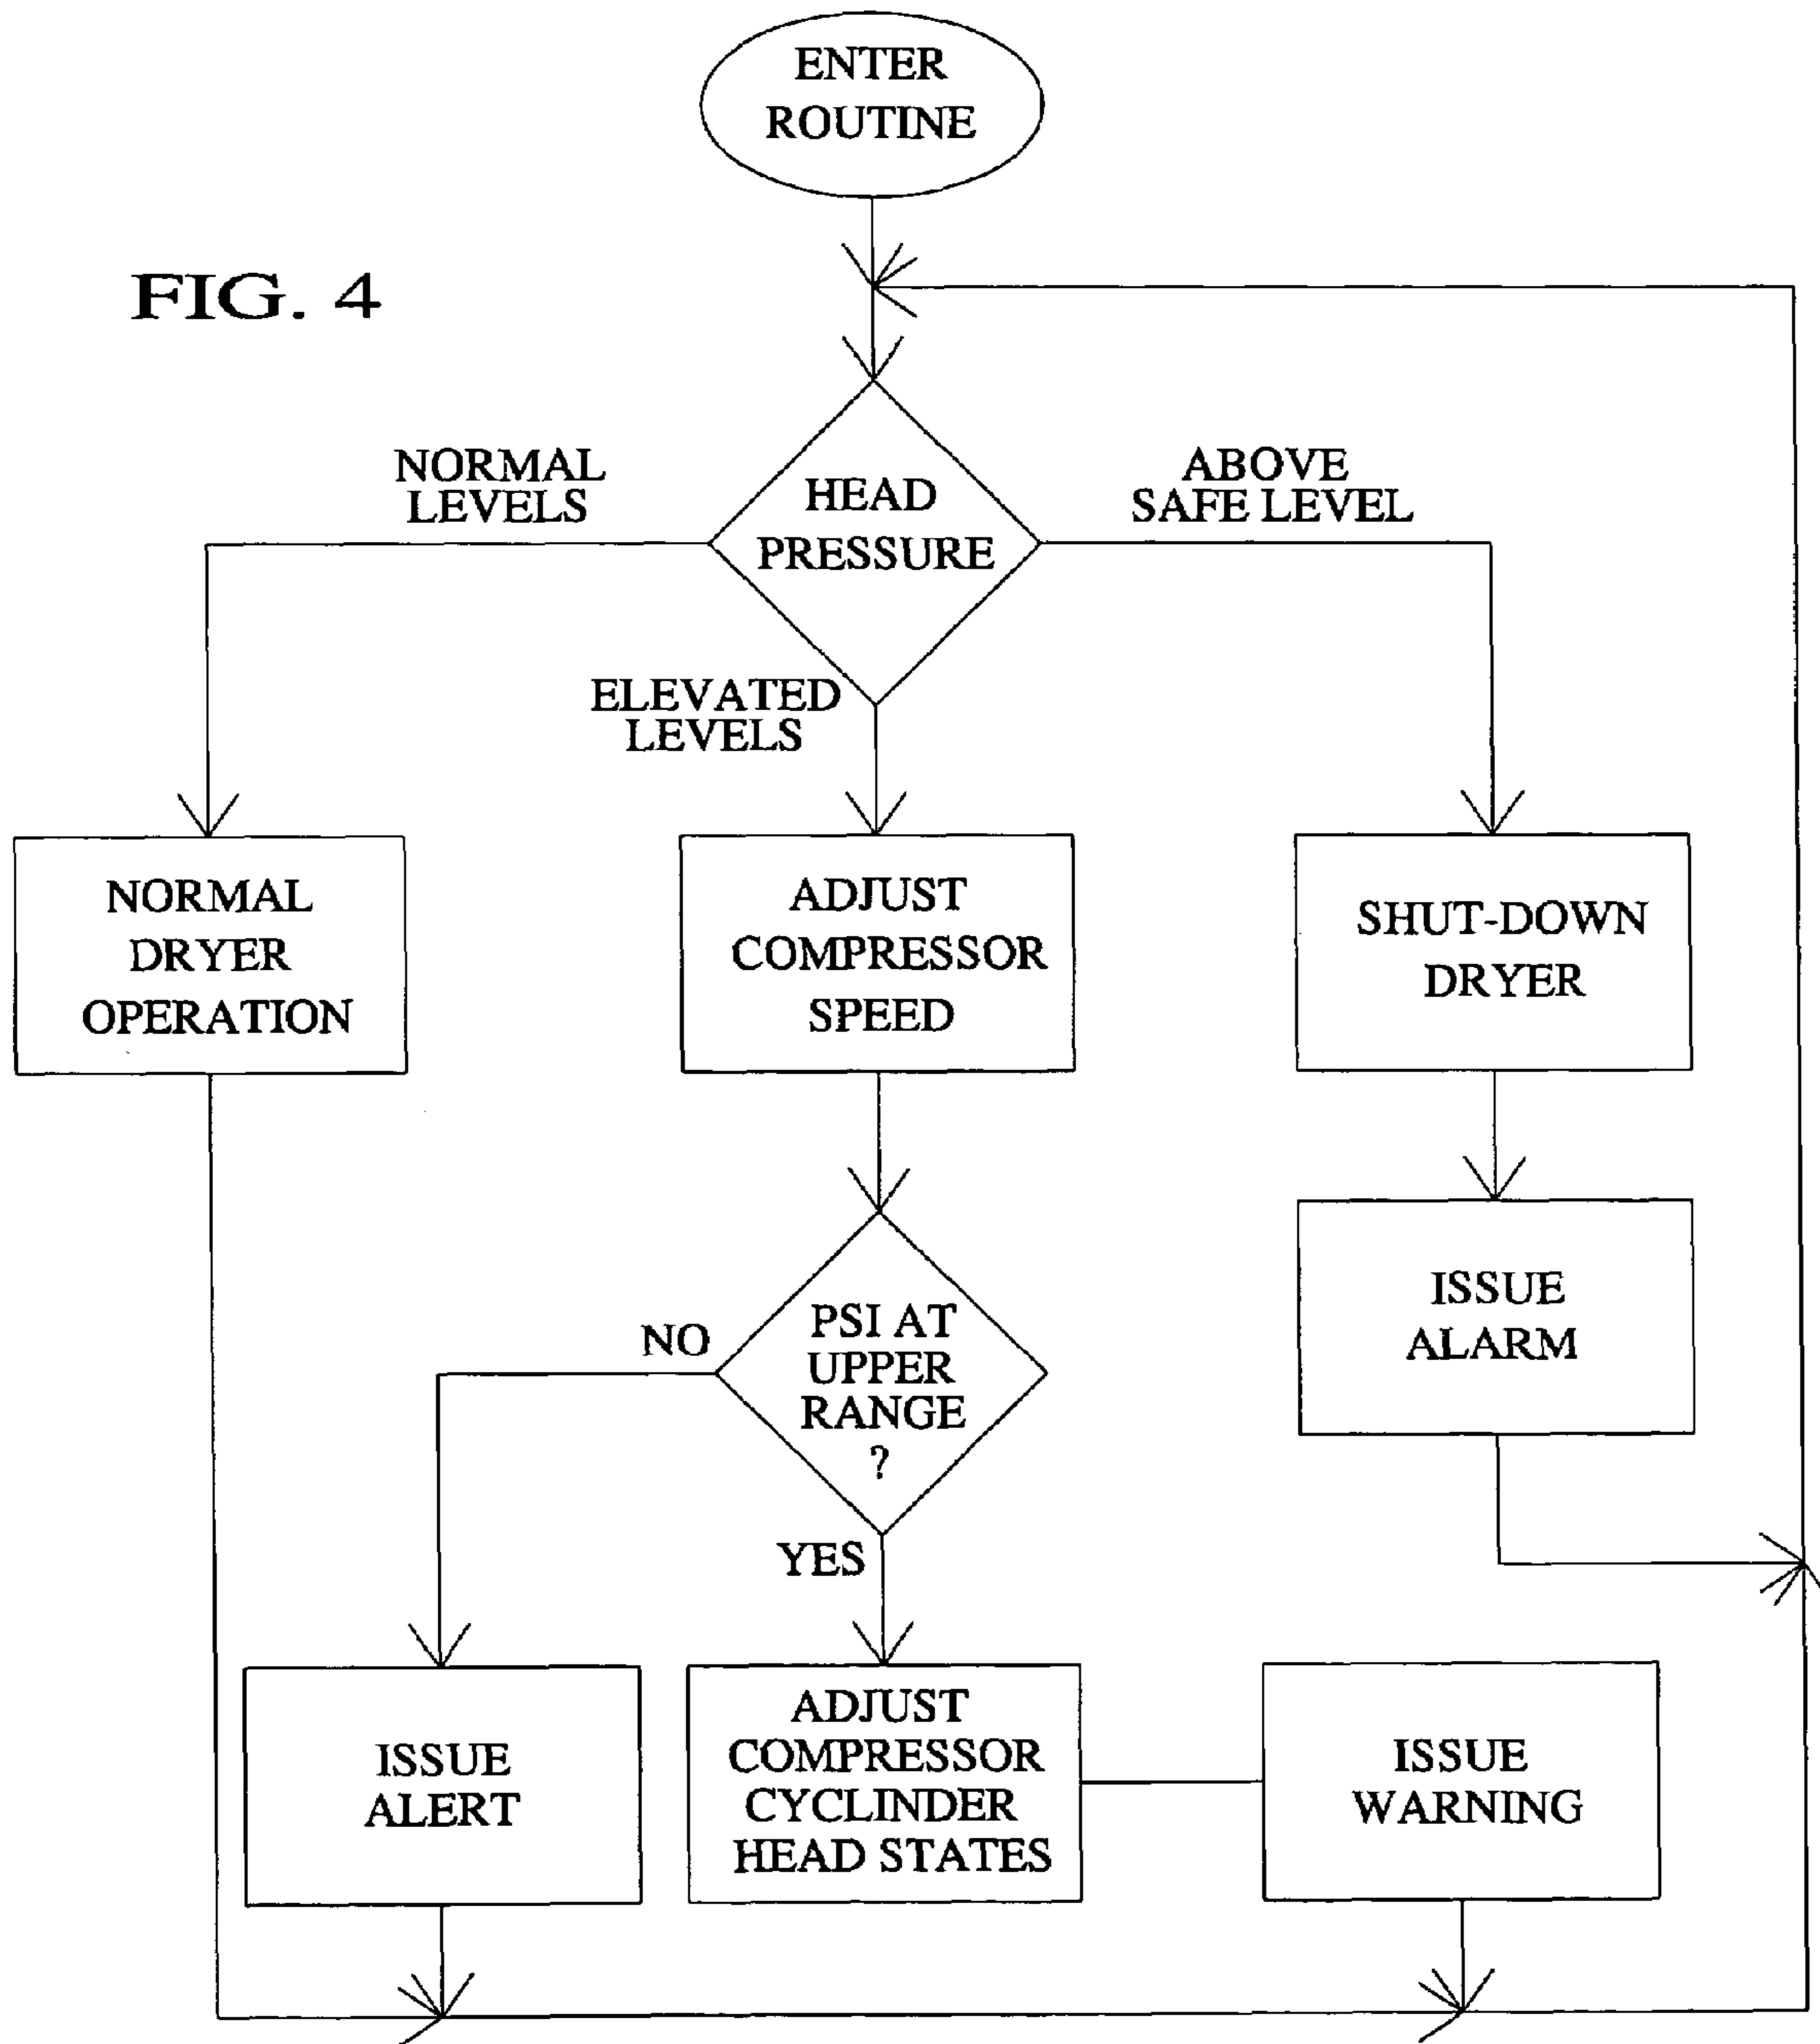 ENTER
ROUTINE
FIG. 4
NORMAL
LEVELS
HEAD
PRESSURE
ABOVE
SAFE LEVEL
ELEVATED
LEVELS
NORMAL
DRYER
OPERATION
ADJUST
COMPRESSOR
SPEED
SHUT-DOWN
DRYER
ISSUE
ALARM
NO
PSI AT
UPPER
RANGE
?
YES
ISSUE
ALERT
ADJUST
COMPRESSOR
CYCLINDER
HEAD STATES
ISSUE
WARNING